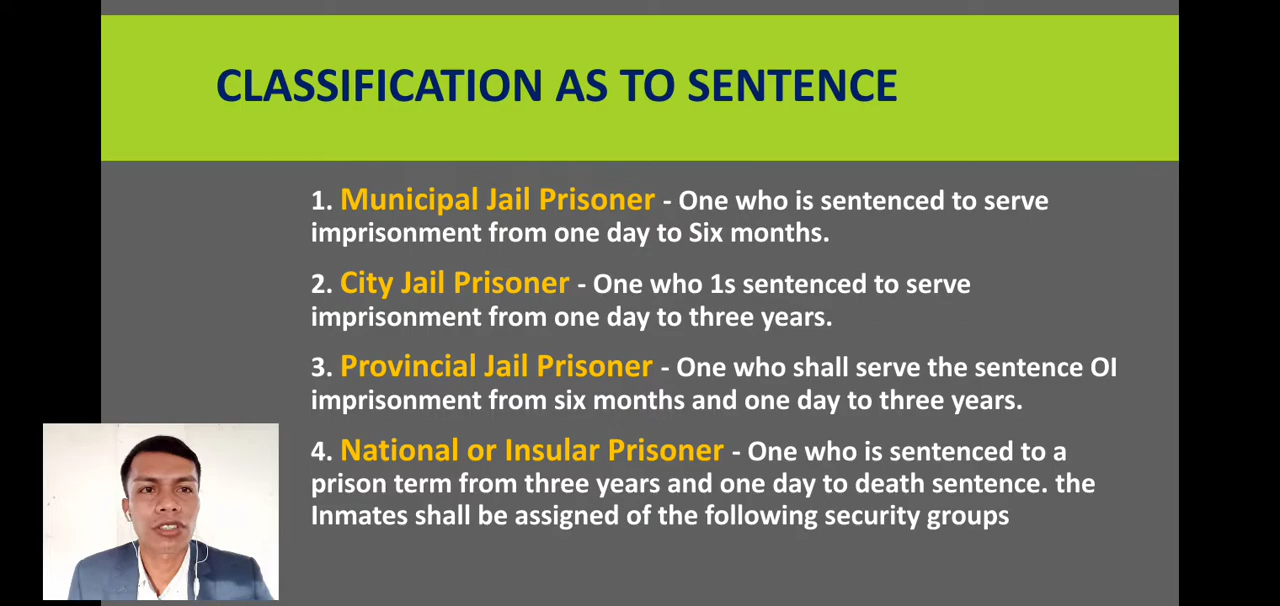 CLASSIFICATION AS TO SENTENCE
1. Municipal Jail Prisoner - One who is sentenced to serve
imprisonment from one day to Six months.
2. City Jail Prisoner - One who 1s sentenced to serve
imprisonment from one day to three years.
3. Provincial Jail Prisoner - One who shall serve the sentence OI
imprisonment from six months and one day to three years.
4. National or Insular Prisoner - One who is sentenced to a
prison term from three years and one day to death sentence. the
Inmates shall be assigned of the following security groups